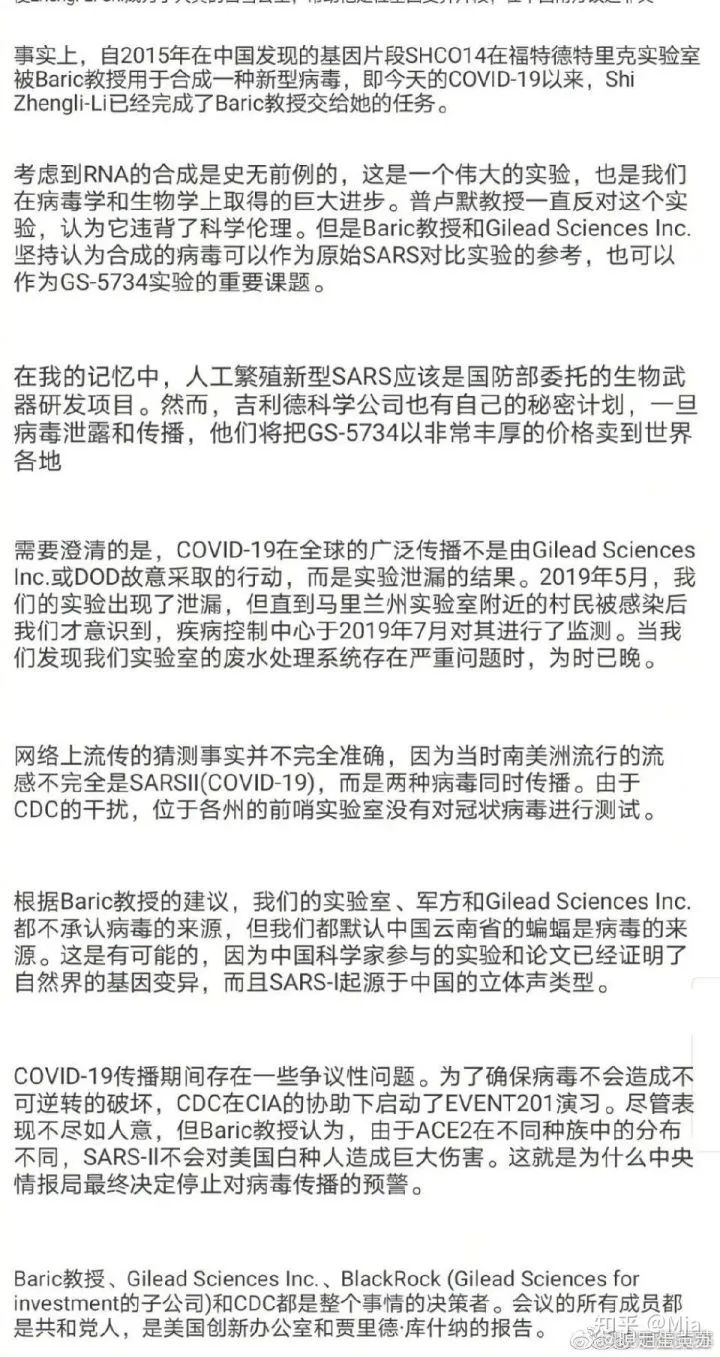 事实上，自2015年在中国发现的基因片段SHCO14在福特德特里克实验室
被Baric教授用于合成一种新型病毒，即今天的COVID-19以来，Shi
Zhengli-Li已经完成了Baric教授交给她的任务。
考虑到RNA的合成是史无前例的，这是一个伟大的实验，也是我们
在病毒学和生物学上取得的巨大进步。普卢默教授一直反对这个实
验，认为它违背了科学伦理。但是Baric教授和Gilead Sciences Inc.
坚持认为合成的病毒可以作为原始SARS对比实验的参考，也可以
作为GS-5734实验的重要课题。
在我的记忆中，人工繁殖新型SARS应该是国防部委托的生物武
器研发项目。然而，吉利德科学公司也有自己的秘密计划，一旦
病毒泄露和传播，他们将把GS-5734以非常丰厚的价格卖到世界
各地
需要澄清的是，COVID-19在全球的广泛传播不是由Gilead Sciences
Inc.或DOD故意采取的行动，而是实验泄漏的结果。2019年5月，我
们的实验出现了泄漏，但直到马里兰州实验室附近的村民被感染后
我们才意识到，疾病控制中心于2019年7月对其进行了监测。当我
们发现我们实验室的废水处理系统存在严重问题时，为时已晚。
网络上流传的猜测事实并不完全准确，因为当时南美洲流行的流
感不完全是SARSII(COVID-19)，而是两种病毒同时传播。由于
CDC的干扰，位于各州的前哨实验室没有对冠状病毒进行测试。
根据Baric教授的建议，我们的实验室、军方和Gilead Sciences Inc.
都不承认病毒的来源，但我们都默认中国云南省的蝙蝠是病毒的来
源。这是有可能的，因为中国科学家参与的实验和论文已经证明了
自然界的基因变异，而且SARS-I起源于中国的立体声类型。
COVID-19传播期间存在一些争议性问题。为了确保病毒不会造成不
可逆转的破坏，CDC在CIA的协助下启动了EVENT201演习。尽管表
现不尽如人意，但Baric教授认为，由于ACE2在不同种族中的分布
不同，SARS-II不会对美国白种人造成巨大伤害。这就是为什么中央
情报局最终决定停止对病毒传播的预警。
Baric教授、Gilead Sciences Inc.、BlackRock (Gilead Sciences for
investment的子公司)和CDC都是整个事情的决策者。会议的所有成员都
是共和党人，是美国创新办公室和贾里德·库什纳的报告。
知乎 @Mia